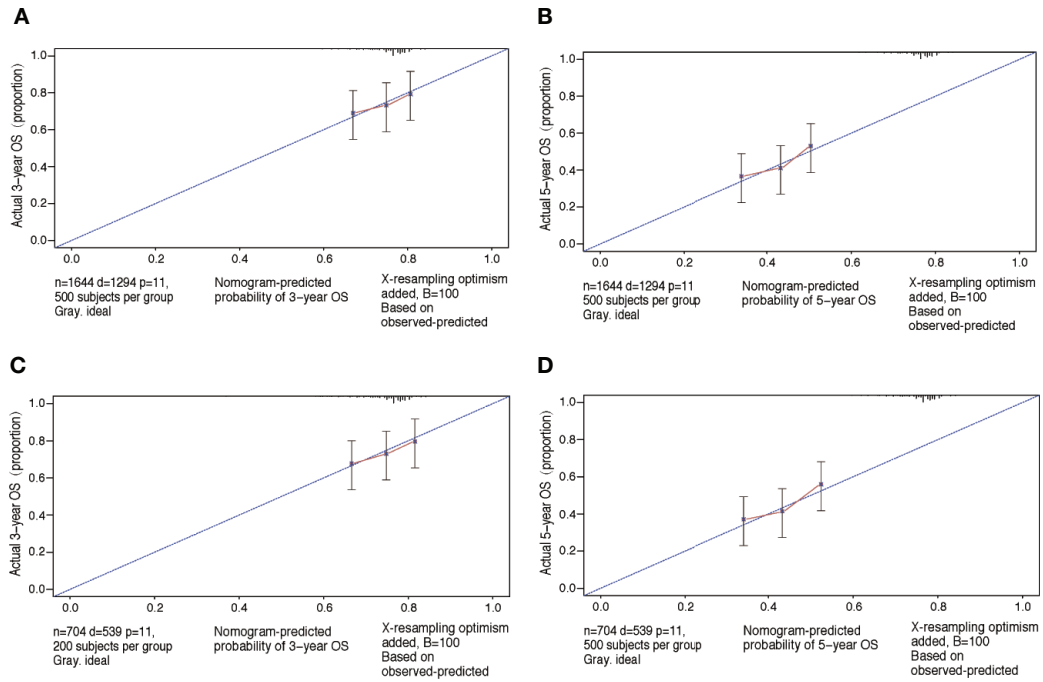 A
Actual 3-year OS (proportion)
1.0
0.8
0.6
0.4
0.2
0.0
0.0 0.2 0.4 0.6 0.8 1.0
n=1644 d=1294 p=11,
500 subjects per group
Gray. ideal
Nomogram-predicted
probability of 3-year OS
X-resampling optimism
added, B=100
Based on
observed-predicted
B
Actual 5-year OS (proportion)
1.0
0.8
0.6
0.4
0.2
0.0
0.0 0.2 0.4 0.6 0.8 1.0
n=1644 d=1294 p=11
500 subjects per group
Gray. ideal
Nomogram-predicted
probability of 5-year OS
X-resampling optimism
added, B=100
Based on
observed-predicted
C
Actual 3-year OS (proportion)
1.0
0.8
0.6
0.4
0.2
0.0
0.0 0.2 0.4 0.6 0.8 1.0
n=704 d=539 p=11,
200 subjects per group
Gray. ideal
Nomogram-predicted
probability of 3-year OS
X-resampling optimism
added, B=100
Based on
observed-predicted
D
Actual 5-year OS (proportion)
1.0
0.8
0.6
0.4
0.2
0.0
0.0 0.2 0.4 0.6 0.8 1.0
n=704 d=539 p=11,
500 subjects per group
Gray. ideal
Nomogram-predicted
probability of 5-year OS
X-resampling optimism
added, B=100
Based on
observed-predicted